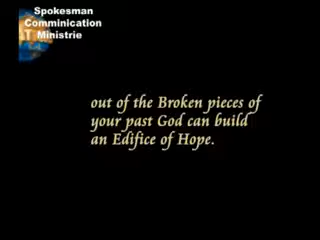 Spokesman
Comminication
T Ministrie
out of the Broken pieces of
your past God can build
an Edifice of Hope.